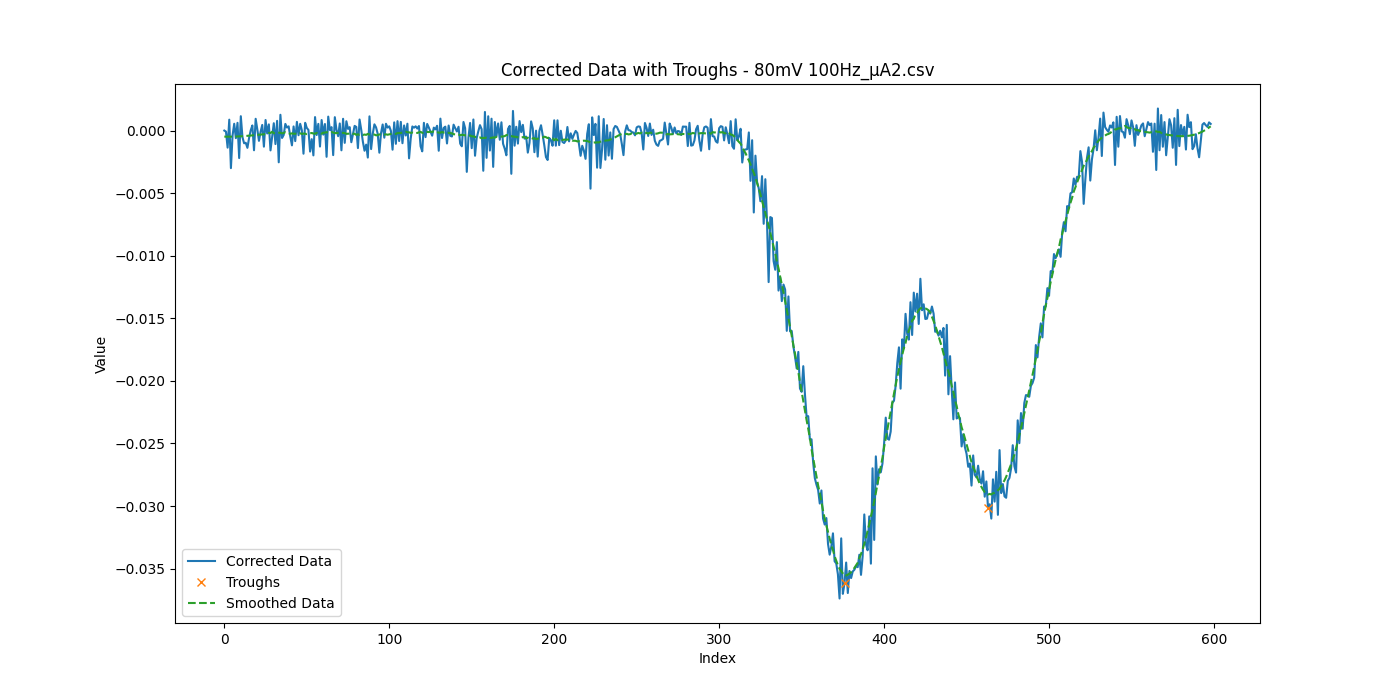 Corrected Data with Troughs - 80mV 100Hz_µA2.csv
Value
0.000
−0.005
−0.010
−0.015
−0.020
−0.025
−0.030
−0.035
Corrected Data
Troughs
Smoothed Data
0 100 200 300 400 500 600
Index